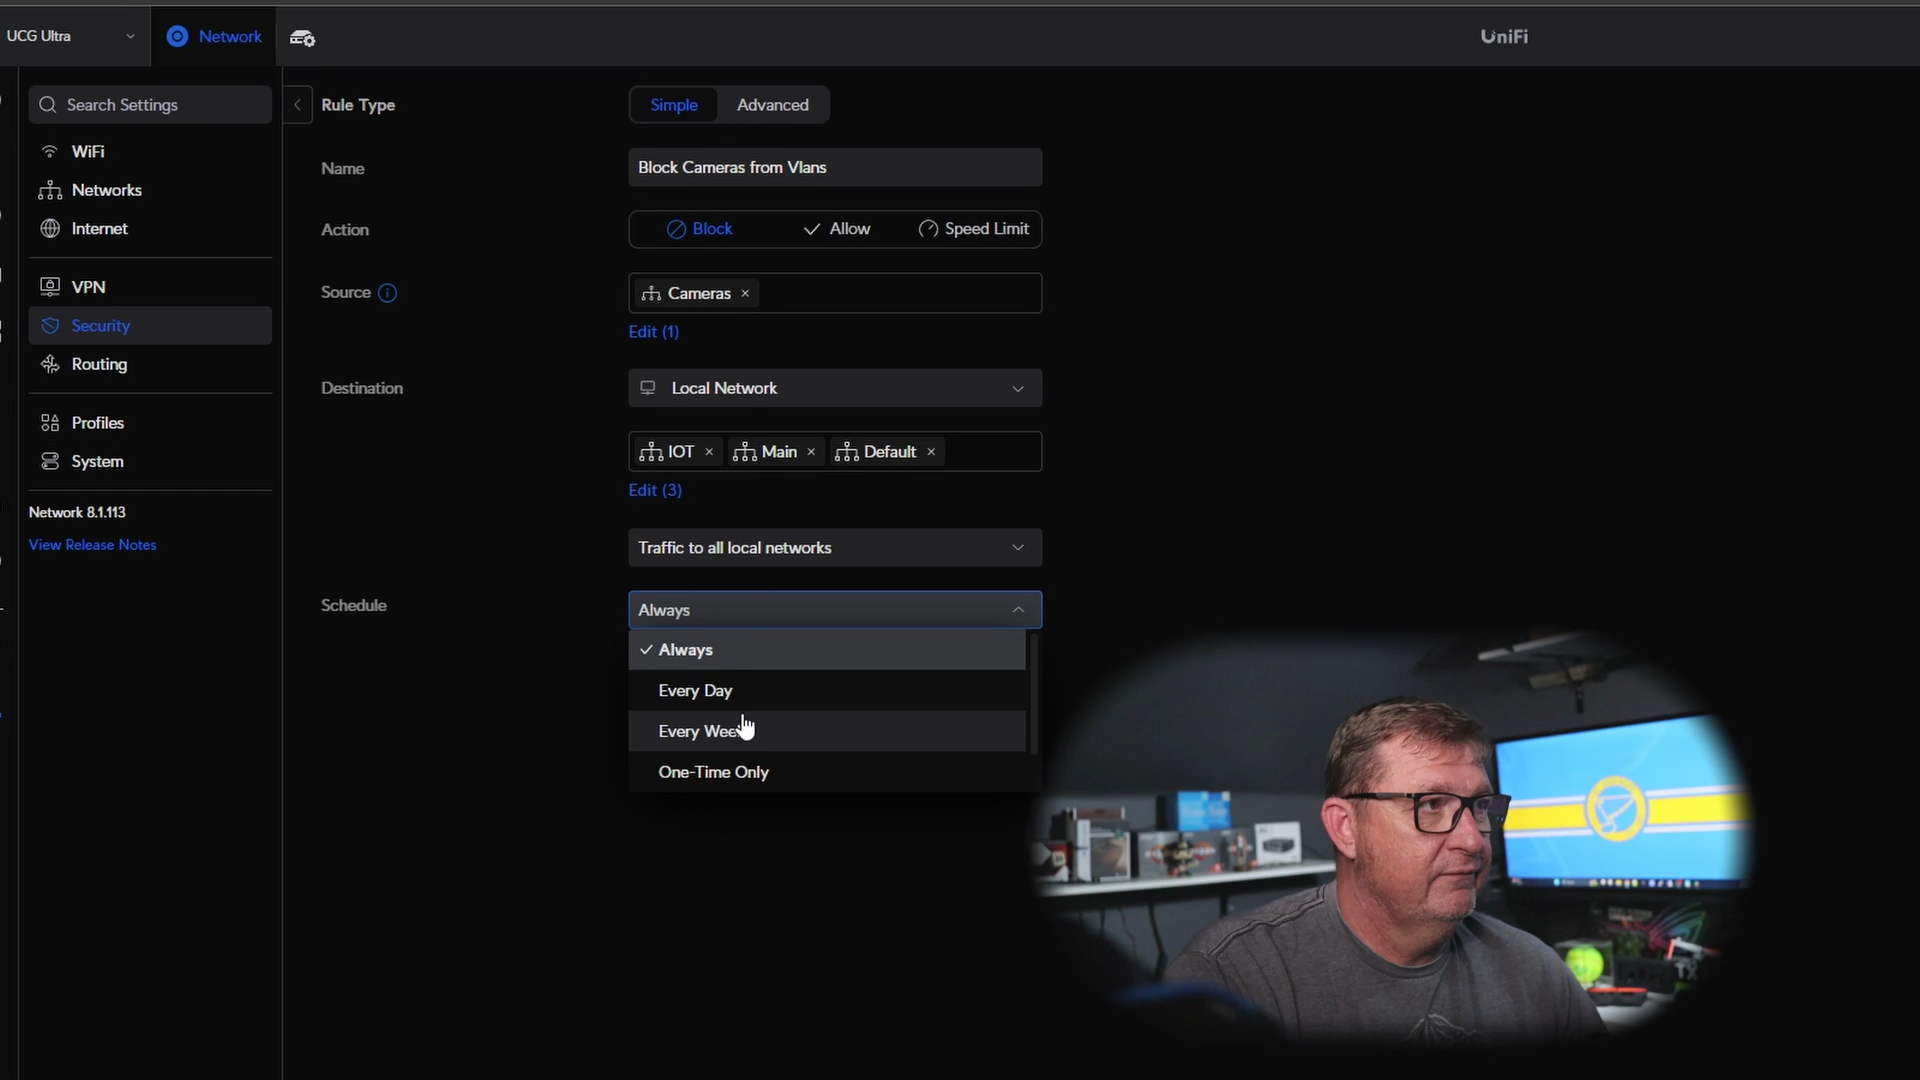 UCG Ultra
Network
UniFi
Search Settings
WiFi
Networks
Internet
VPN
Security
Routing
Profiles
System
Network 8.1.113
View Release Notes
Rule Type
Simple
Advanced
Name
Block Cameras from Vlans
Action
Block
Allow
Speed Limit
Source
Cameras
Edit (1)
Destination
Local Network
IOT
Main
Default
Edit (3)
Traffic to all local networks
Schedule
Always
Always
Every Day
Every Week
One-Time Only